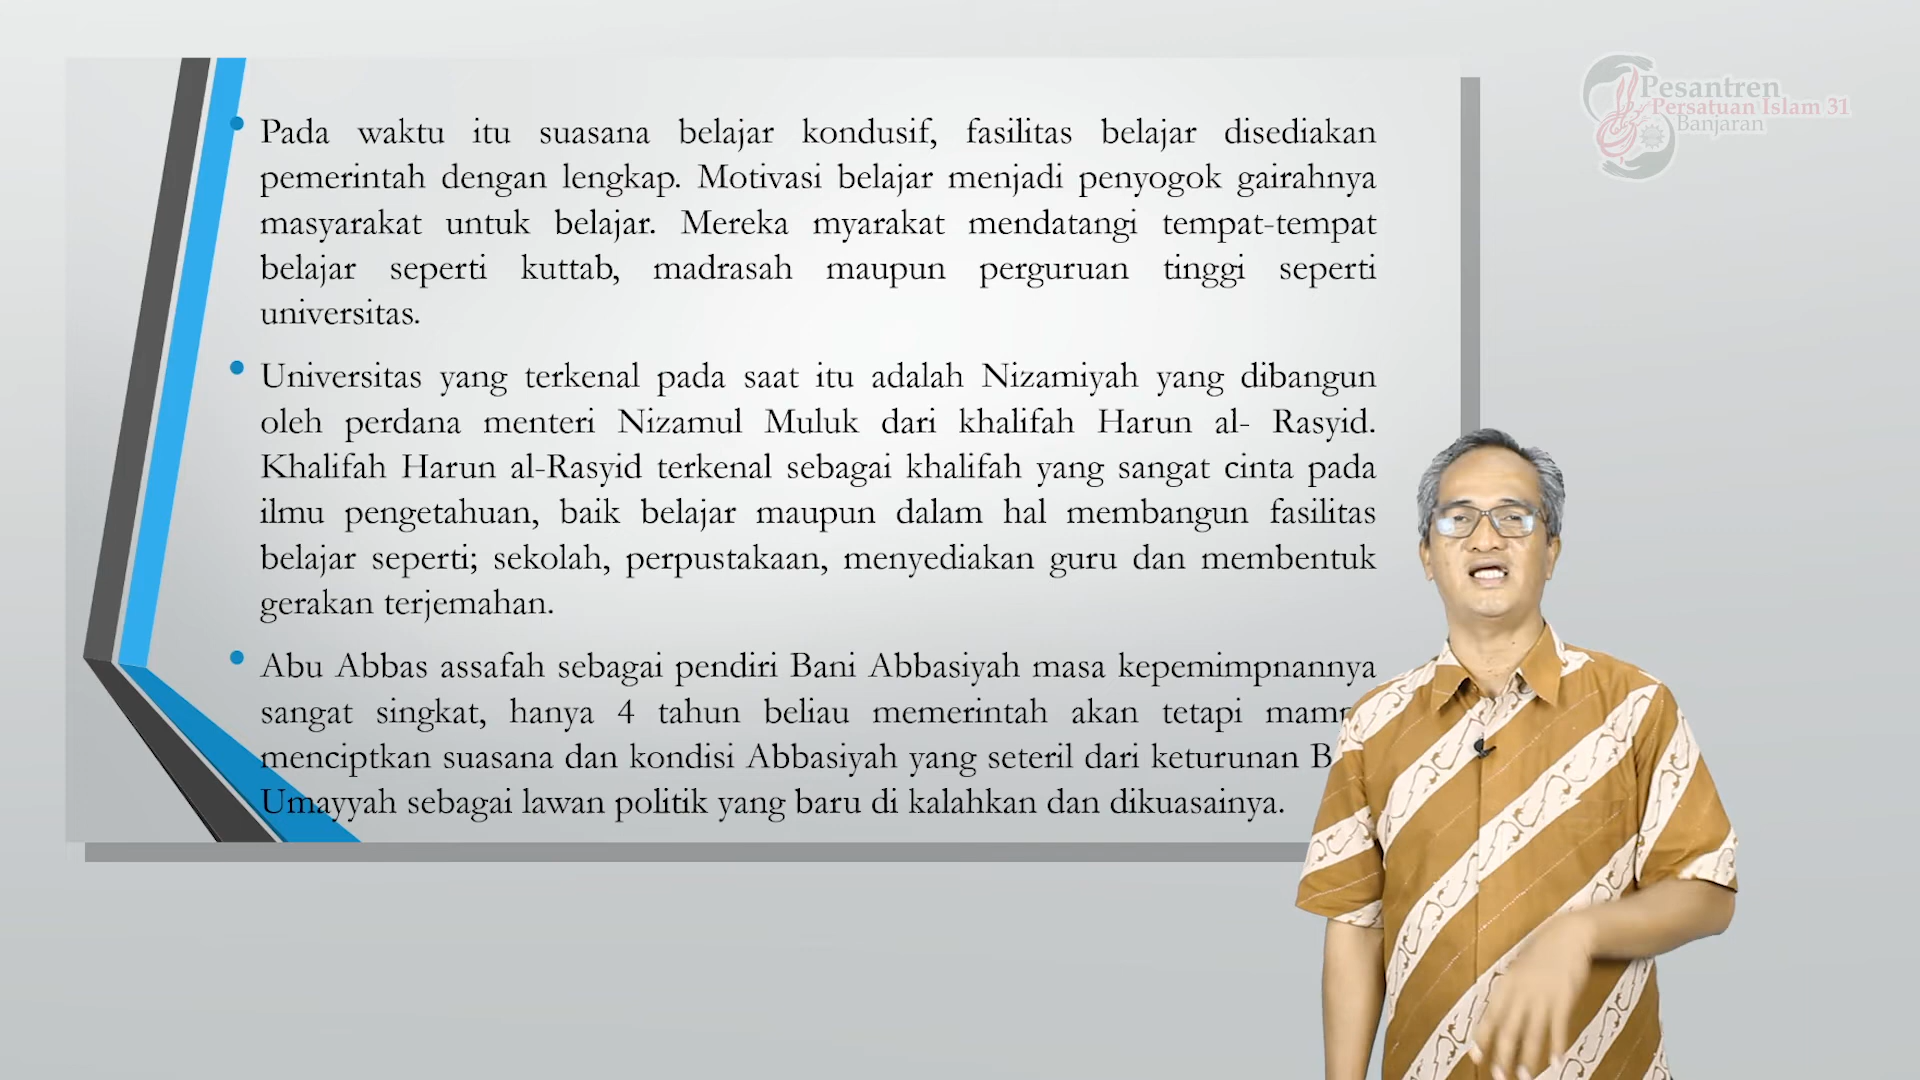 Pesantren
Persatuan Islam 31
Banjaran
Pada waktu itu suasana belajar kondusif, fasilitas belajar disediakan
pemerintah dengan lengkap. Motivasi belajar menjadi penyogok gairahnya
masyarakat untuk belajar. Mereka myarakat mendatangi tempat-tempat
belajar seperti kuttab, madrasah maupun perguruan tinggi seperti
universitas.
Universitas yang terkenal pada saat itu adalah Nizamiyah yang dibangun
oleh perdana menteri Nizamul Muluk dari khalifah Harun al- Rasyid.
Khalifah Harun al-Rasyid terkenal sebagai khalifah yang sangat cinta pada
ilmu pengetahuan, baik belajar maupun dalam hal membangun fasilitas
belajar seperti; sekolah, perpustakaan, menyediakan guru dan membentuk
gerakan terjemahan.
Abu Abbas assafah sebagai pendiri Bani Abbasiyah masa kepemimpnannya
sangat singkat, hanya 4 tahun beliau memerintah akan tetapi
menciptkan suasana dan kondisi Abbasiyah yang seteril dari keturunan
Umayyah sebagai lawan politik yang baru di kalahkan dan dikuasainya.